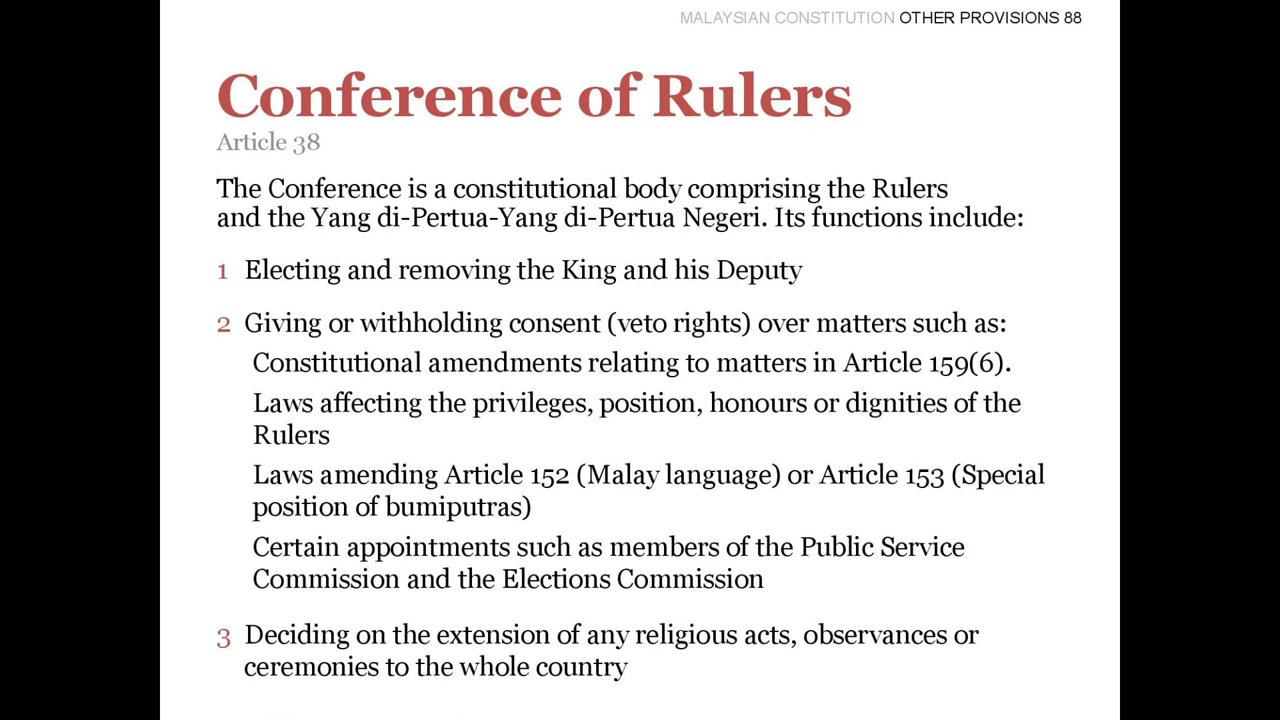 MALAYSIAN CONSTITUTION OTHER PROVISIONS 88
Conference of Rulers
Article 38
The Conference is a constitutional body comprising the Rulers
and the Yang di-Pertua-Yang di-Pertua Negeri. Its functions include:
1 Electing and removing the King and his Deputy
2 Giving or withholding consent (veto rights) over matters such as:
Constitutional amendments relating to matters in Article 159(6).
Laws affecting the privileges, position, honours or dignities of the
Rulers
Laws amending Article 152 (Malay language) or Article 153 (Special
position of bumiputras)
Certain appointments such as members of the Public Service
Commission and the Elections Commission
3 Deciding on the extension of any religious acts, observances or
ceremonies to the whole country